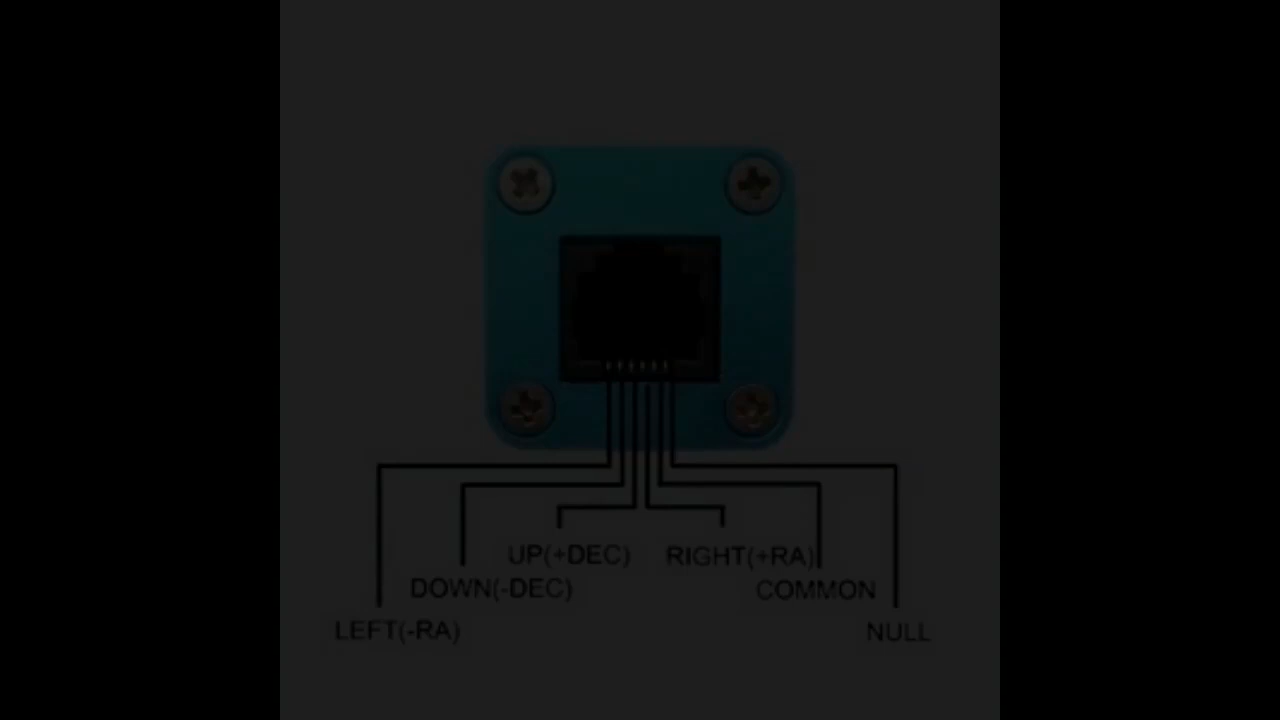 UP(+DEC) RIGHT(+RA)
DOWN(-DEC) COMMON
LEFT(-RA) NULL